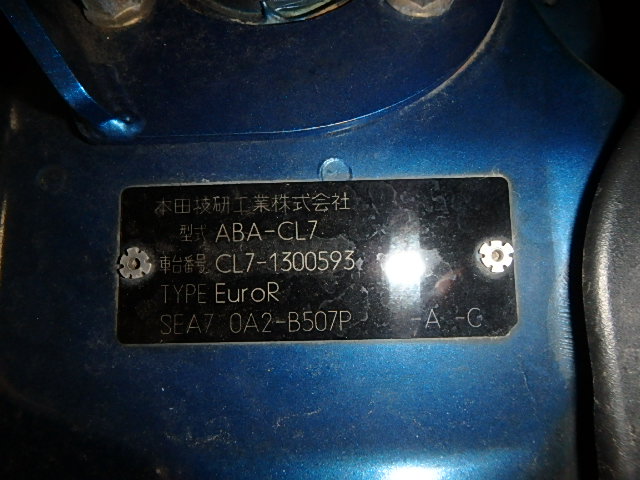 本田技研工業株式会社
型式 ABA-CL7
車台番号 CL7-1300593
TYPE EuroR
SEA7 0A2-B507P -A -C